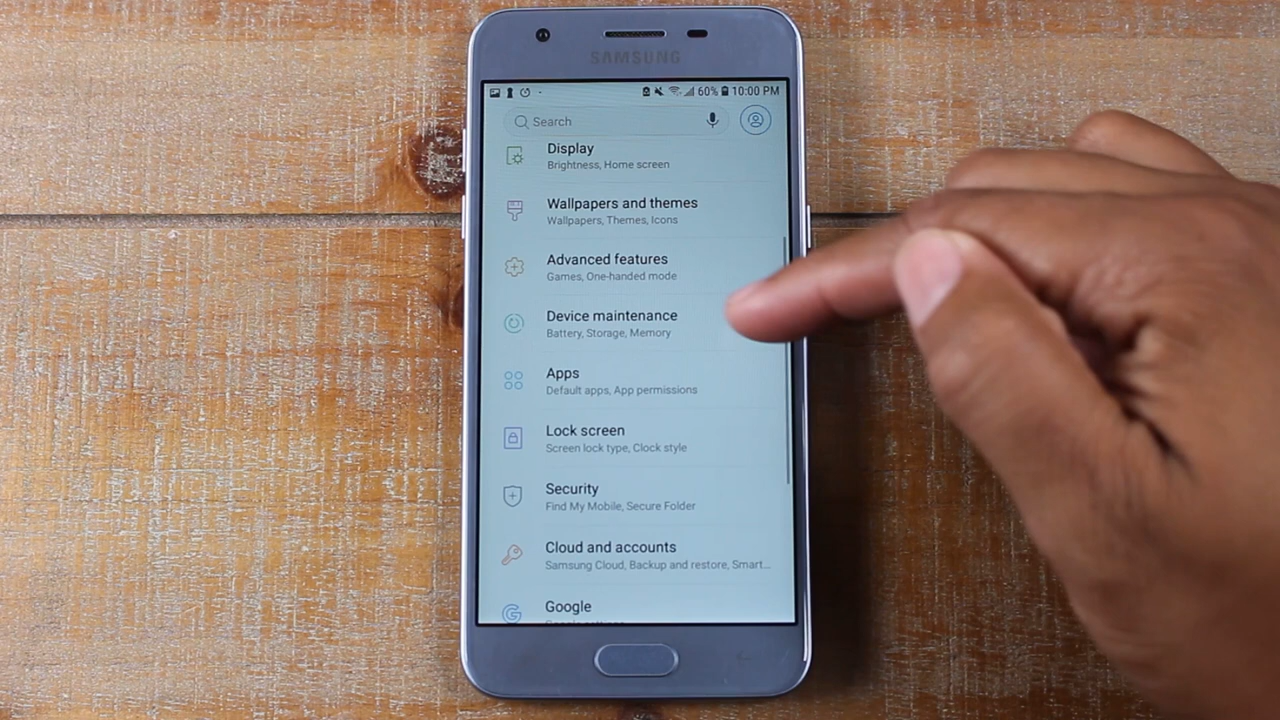 SAMSUNG
60% 10:00 PM
Search
Display
Brightness, Home screen
Wallpapers and themes
Wallpapers, Themes, Icons
Advanced features
Games, One-handed mode
Device maintenance
Battery, Storage, Memory
Apps
Default apps, App permissions
Lock screen
Screen lock type, Clock style
Security
Find My Mobile, Secure Folder
Cloud and accounts
Samsung Cloud, Backup and restore, Smart...
Google